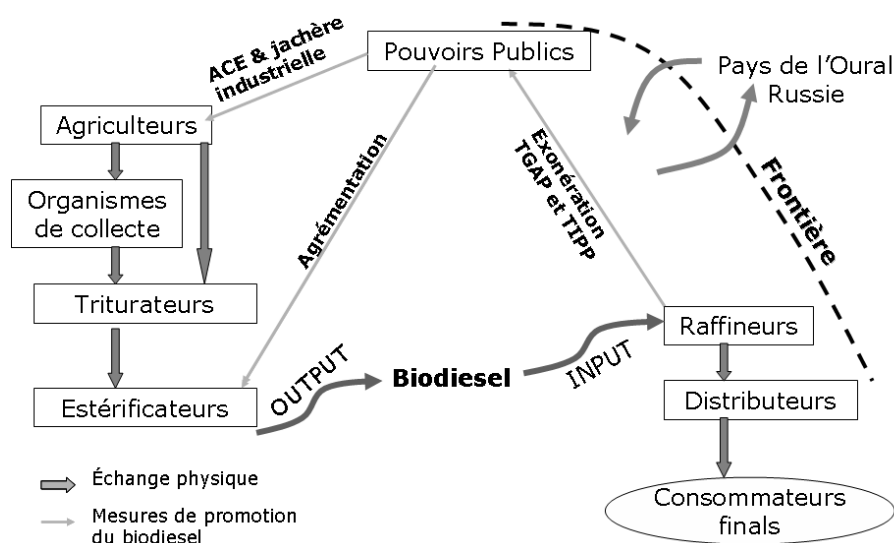 Pouvoirs Publics
ACE & jachère
industrielle
Pays de l'Oural
Russie
Agriculteurs
Organismes
de collecte
Triturateurs
Estérificateurs
Agrémentation
Exonération
TGAP et TIPP
Frontière
OUTPUT
Biodiesel
INPUT
Raffineurs
Distributeurs
Consommateurs
finals
Échange physique
Mesures de promotion
du biodiesel